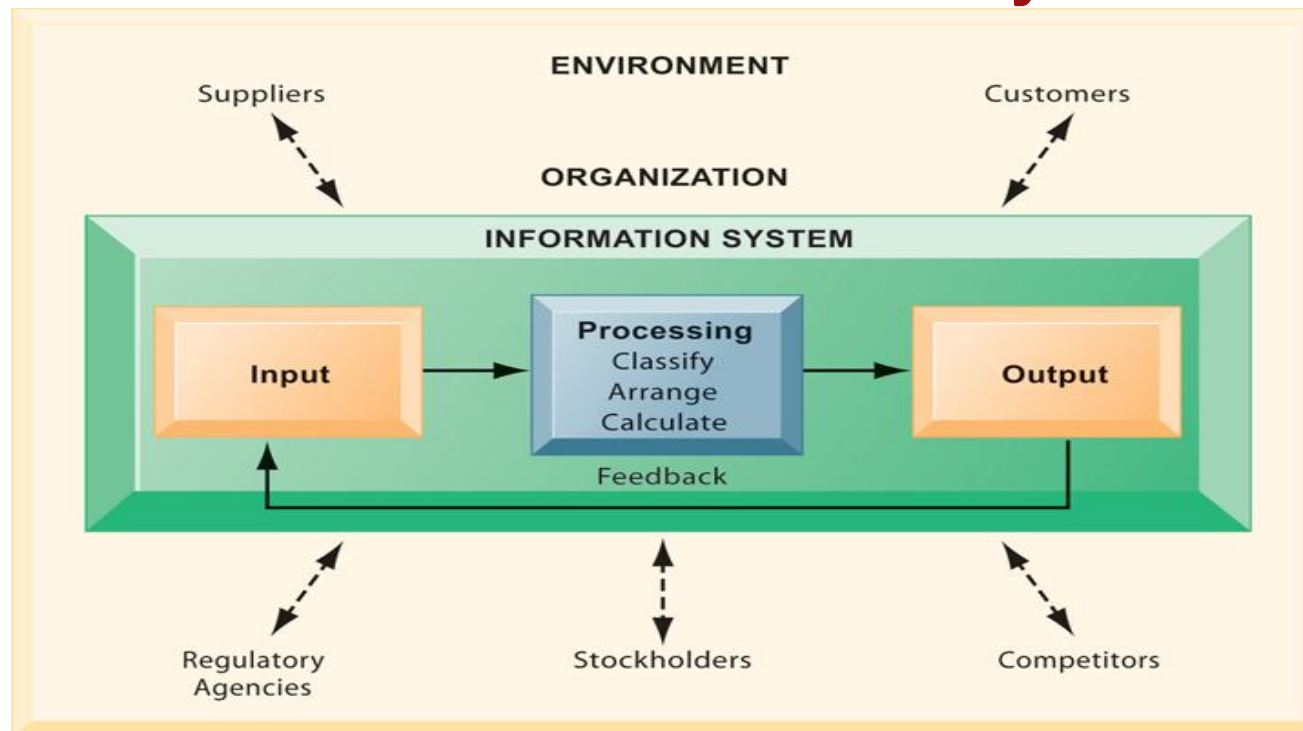 ENVIRONMENT
Suppliers
Customers
ORGANIZATION
INFORMATION SYSTEM
Input
Processing
Classify
Arrange
Calculate
Output
Feedback
Regulatory
Agencies
Stockholders
Competitors